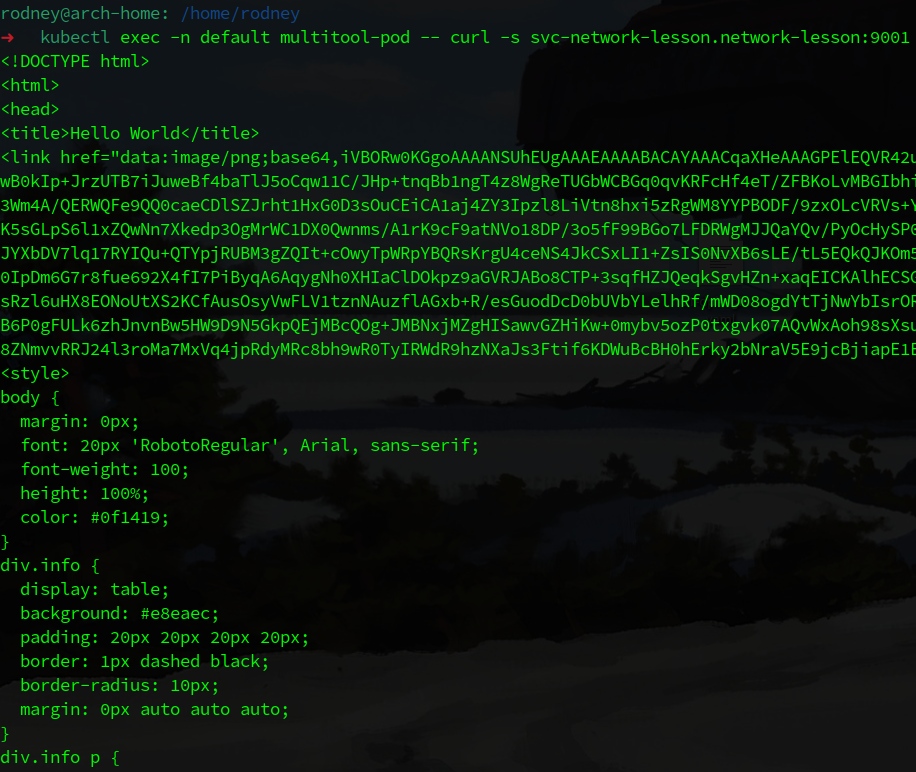 rodney@arch-home: /home/rodney
➜ kubectl exec -n default multitool-pod -- curl -s svc-network-lesson.network-lesson:9001
<!DOCTYPE html>
<html>
<head>
<title>Hello World</title>
<link href="data:image/png;base64,iVBORw0KGgoAAAANSUhEUgAAAEAAAABACAYAAACqaXHeAAAGPElEQVR42u
wB0kIp+JrzUTB7iJuweBf4baTlJ5oCqw11C/JHp+tnqBb1ngT4z8WgReTUGbWCBGq0qvKRFcHf4eT/ZFBKoLvMBGIbhi
3Wm4A/QERWQFe9QQ0caeCDlSZJrht1HxG0D3sOuCEiCA1aj4ZY3Ipzl8LiVtn8hxi5zRgWM8YYPBODF/9zxOLcVRVs+Y
K5sGLpS6l1xZQwNn7Xkedp3OgMrWC1DX0Qwnms/A1rK9cF9atNVo18DP/3o5fF99BGo7LFDRWgMJJQaYQv/PyOcHySP0
JYXbDV7lq17RYIQu+QTYpjRUBM3gZQIt+cOwyTpWRpYBQRsKrgU4ceNS4JkCSxLI1+ZsIS0NvXB6sLE/tL5EQkQJKOm5
0IpDm6G7r8fue692X4fI7PiByqA6AqygNh0XHIaClDOkpz9aGVRJABo8CTP+3sqfHZJQeqkSgvHZn+xaqEICKAlhECSG
sRzl6uHX8EONoUtXS2KCfAusOsyVwFLV1tznNAuzflAGxb+R/esGuodDcD0bUVbYLelhRf/mWD08ogdYtTjNwYbIsrOF
B6P0gFULk6zhJnvnBw5HW9D9N5GkpQEjMBcQOg+JMBNxjMZgHISawvGZHiKw+0mybv5ozP0txgvk07AQvWxAoh98sXsu
8ZNmvvRRJ24l3roMa7MxVq4jpRdyMRc8bh9wR0TyIRWdR9hzNXaJs3Ftif6KDWuBcBH0hErky2bNraV5E9jcBjiapE1E
<style>
body {
  margin: 0px;
  font: 20px 'RobotoRegular', Arial, sans-serif;
  font-weight: 100;
  height: 100%;
  color: #0f1419;
}
div.info {
  display: table;
  background: #e8eaec;
  padding: 20px 20px 20px 20px;
  border: 1px dashed black;
  border-radius: 10px;
  margin: 0px auto auto auto;
}
div.info p {